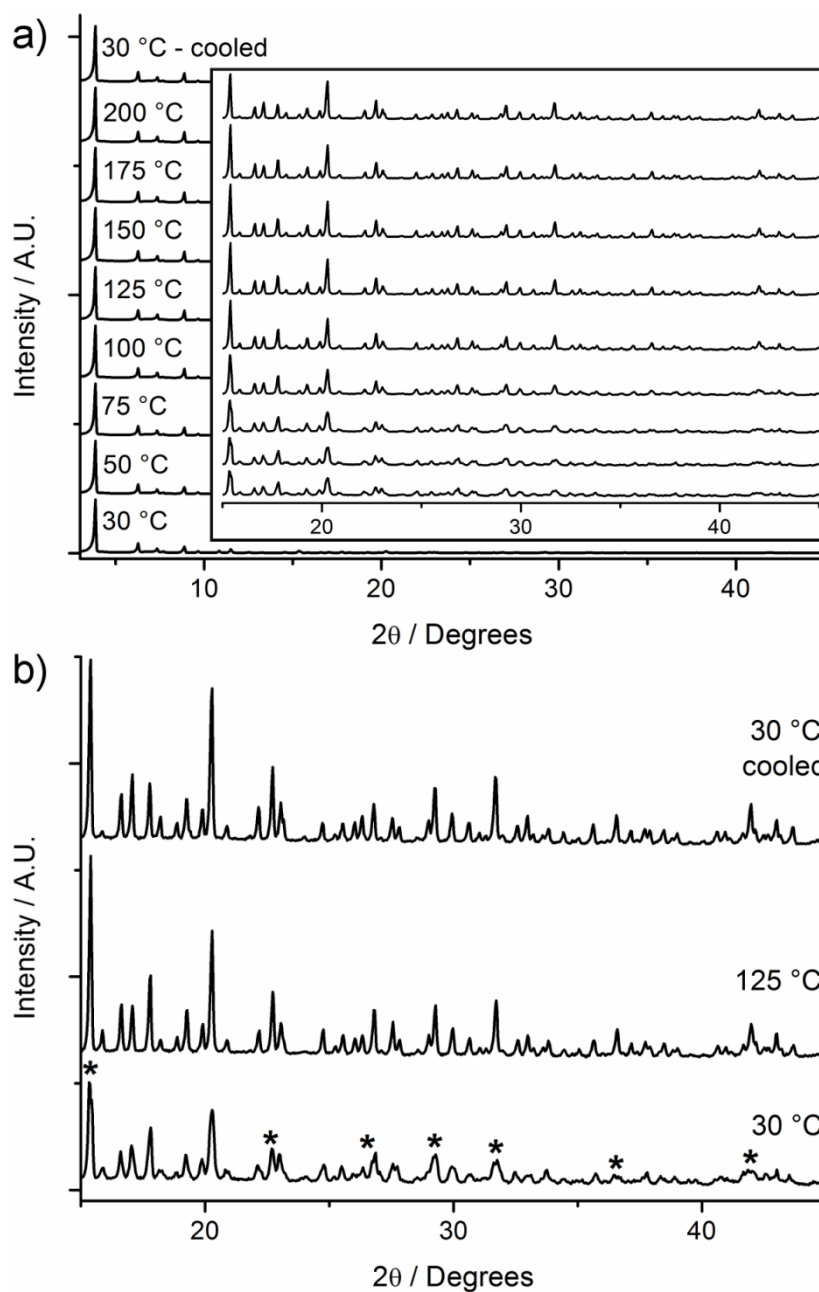 a)
30 °C - cooled
200 °C
175 °C
150 °C
125 °C
100 °C
75 °C
50 °C
30 °C
Intensity / A.U.
20 30 40
10 20 30 40
2θ / Degrees
b)
30 °C
cooled
125 °C
30 °C
* * * * * * *
Intensity / A.U.
20 30 40
2θ / Degrees